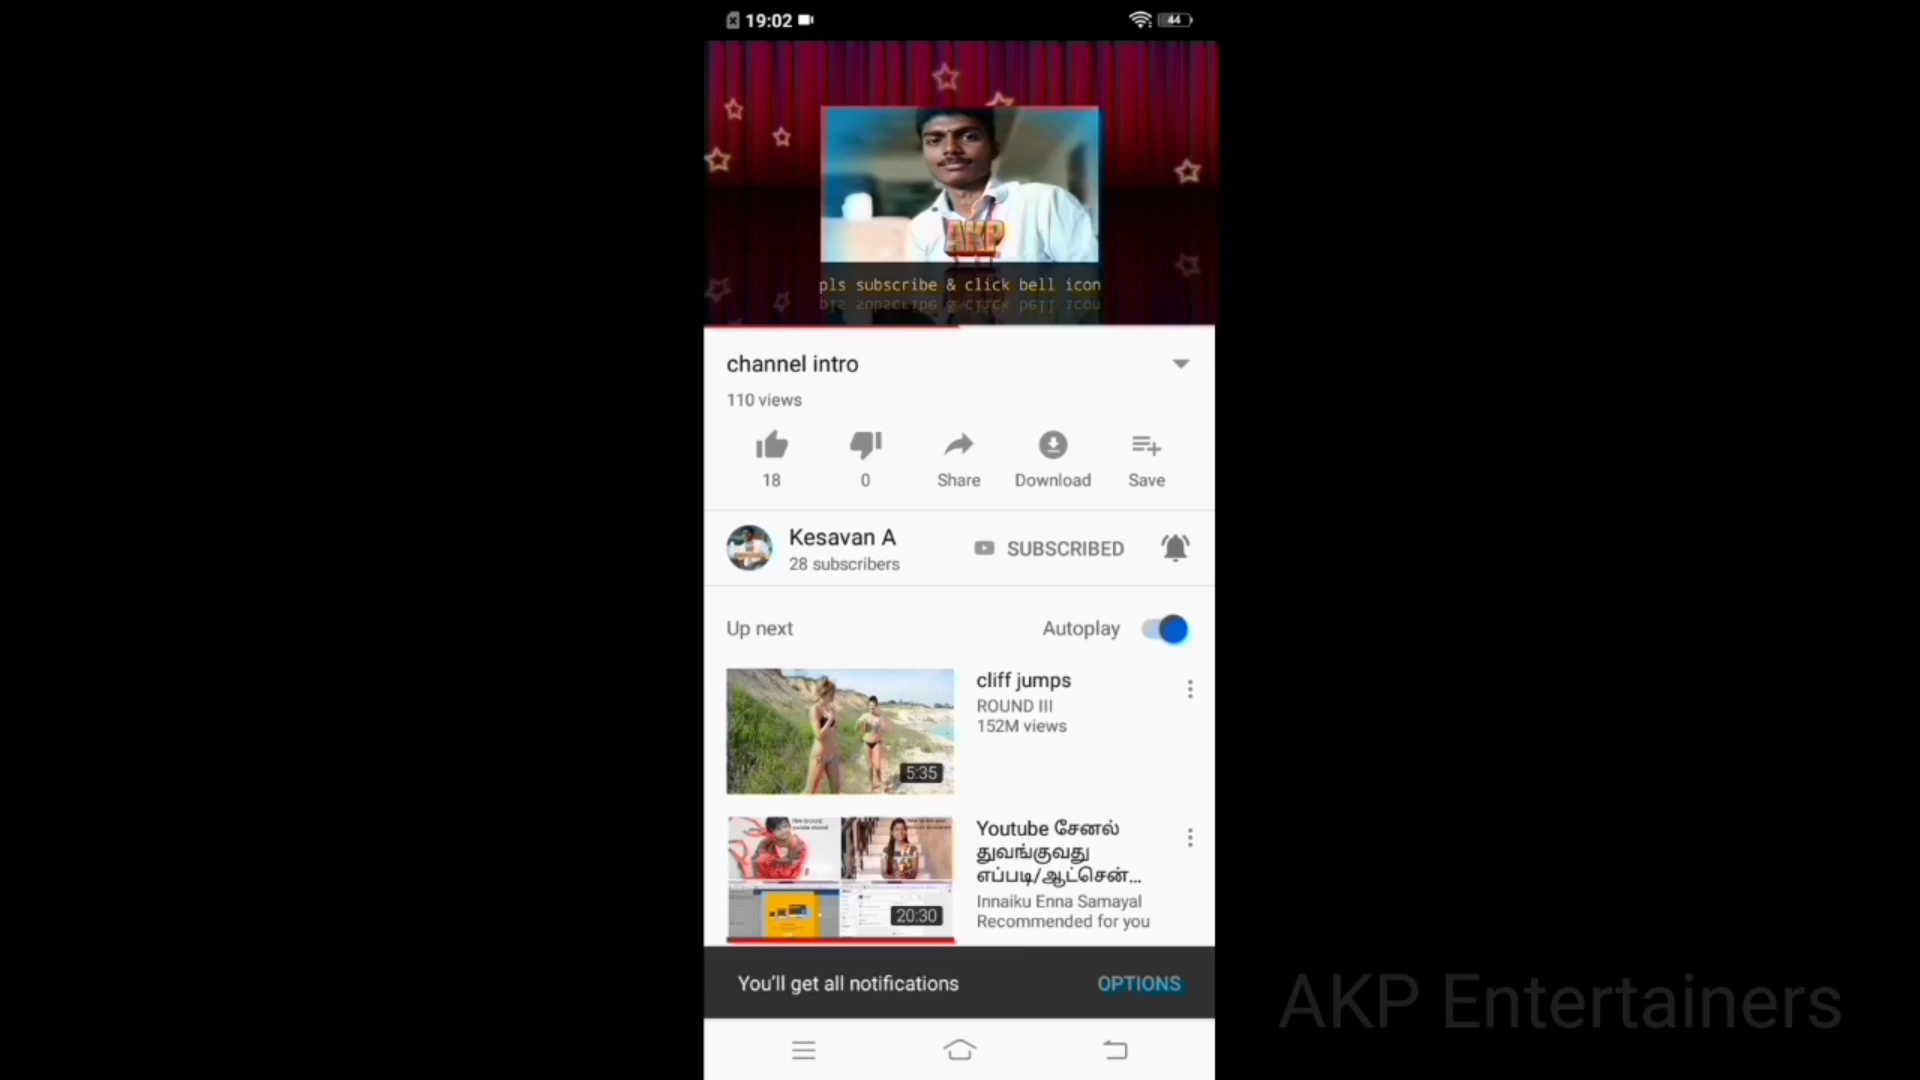 19:02
44
AKP
pls subscribe & click bell icon
channel intro
110 views
18
0
Share
Download
Save
Kesavan A
28 subscribers
SUBSCRIBED
Up next
Autoplay
5:35
cliff jumps
ROUND III
152M views
20:30
Youtube சேனல்
துவங்குவது
எப்படி/ஆட்சென்...
Innaiku Enna Samayal
Recommended for you
You'll get all notifications
OPTIONS
AKP Entertainers